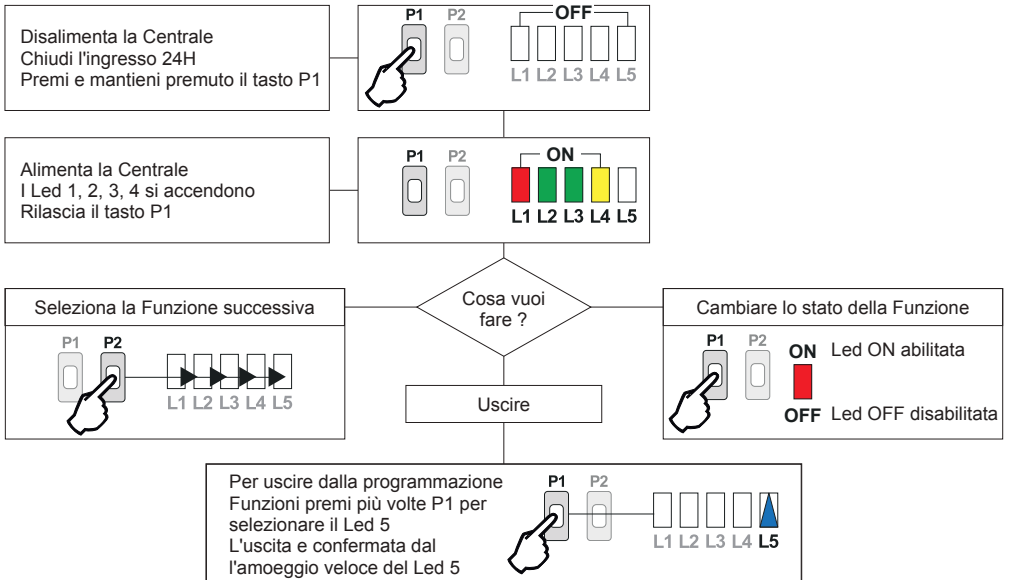 Disalimenta la Centrale
Chiudi l'ingresso 24H
Premi e mantieni premuto il tasto P1
P1 P2
OFF
L1 L2 L3 L4 L5
Alimenta la Centrale
I Led 1, 2, 3, 4 si accendono
Rilascia il tasto P1
P1 P2
ON
L1 L2 L3 L4 L5
Cosa vuoi
fare ?
Seleziona la Funzione successiva
P1 P2
L1 L2 L3 L4 L5
Cambiare lo stato della Funzione
P1 P2
ON Led ON abilitata
OFF Led OFF disabilitata
Uscire
Per uscire dalla programmazione
Funzioni premi più volte P1 per
selezionare il Led 5
L'uscita e confermata dal
l'amoeggio veloce del Led 5
P1 P2
L1 L2 L3 L4 L5